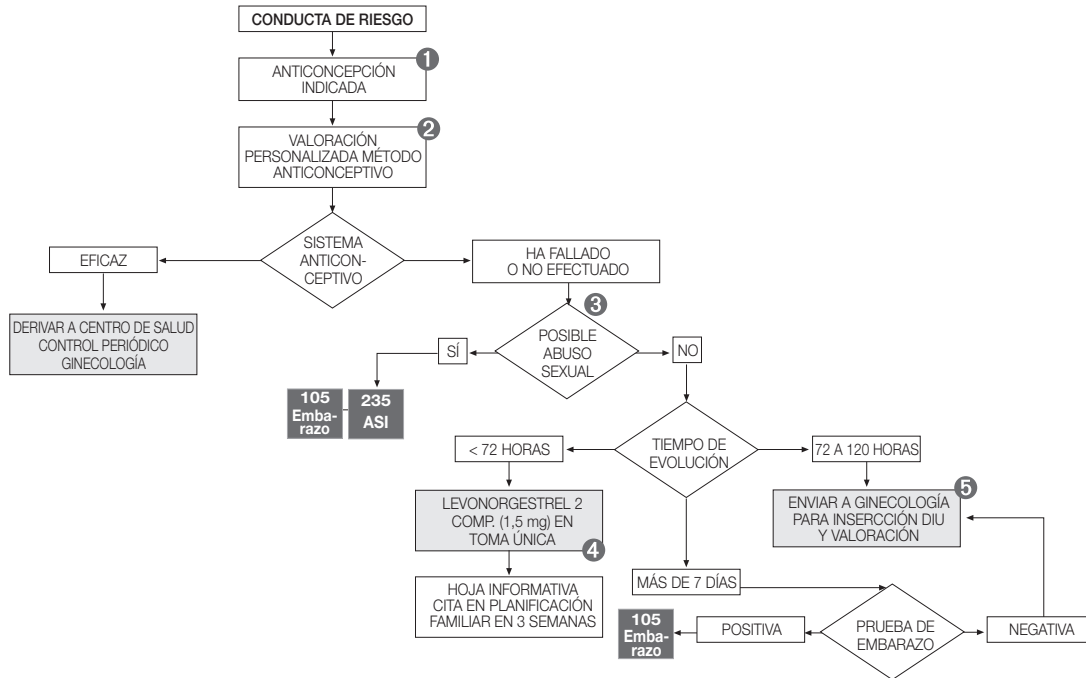 CONDUCTA DE RIESGO
1
ANTICONCEPCIÓN
INDICADA
2
VALORACIÓN
PERSONALIZADA MÉTODO
ANTICONCEPTIVO
SISTEMA
ANTICON-
CEPTIVO
EFICAZ
HA FALLADO
O NO EFECTUADO
DERIVAR A CENTRO DE SALUD
CONTROL PERIÓDICO
GINECOLOGÍA
3
POSIBLE
ABUSO
SEXUAL
SÍ
NO
105
Emba-
razo
235
ASI
TIEMPO DE
EVOLUCIÓN
< 72 HORAS
72 A 120 HORAS
LEVONORGESTREL 2
COMP. (1,5 mg) EN
TOMA ÚNICA
4
5
ENVIAR A GINECOLOGÍA
PARA INSERCCIÓN DIU
Y VALORACIÓN
HOJA INFORMATIVA
CITA EN PLANIFICACIÓN
FAMILIAR EN 3 SEMANAS
MÁS DE 7 DÍAS
PRUEBA DE
EMBARAZO
105
Emba-
razo
POSITIVA
NEGATIVA